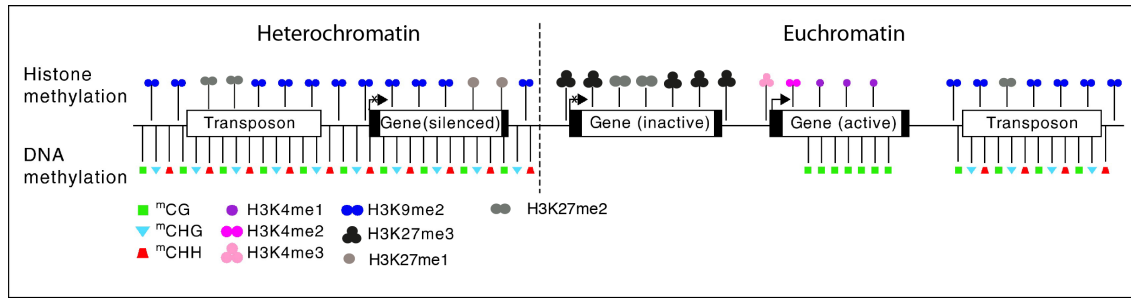 Heterochromatin
Euchromatin
Histone
methylation
Transposon
x
Gene(silenced)
x
Gene (inactive)
Gene (active)
Transposon
DNA
methylation
mCG
H3K4me1
H3K9me2
H3K27me2
mCHG
H3K4me2
H3K27me3
mCHH
H3K4me3
H3K27me1